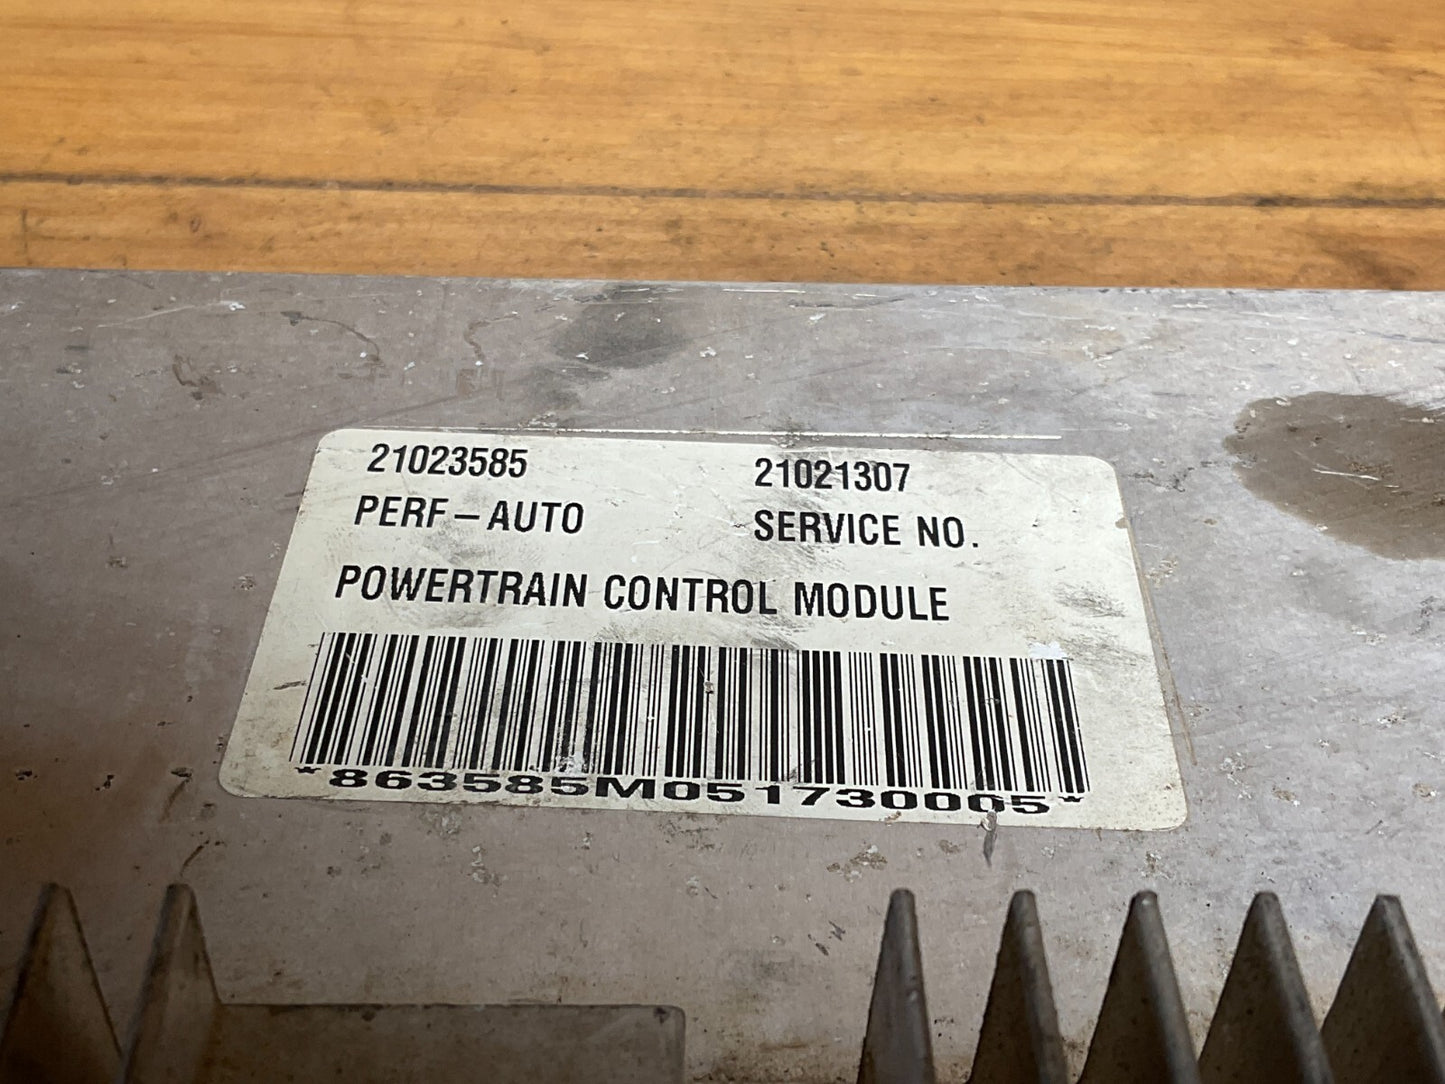 21023585 21021307
PERF-AUTO SERVICE NO.
POWERTRAIN CONTROL MODULE
*863585M051730005*